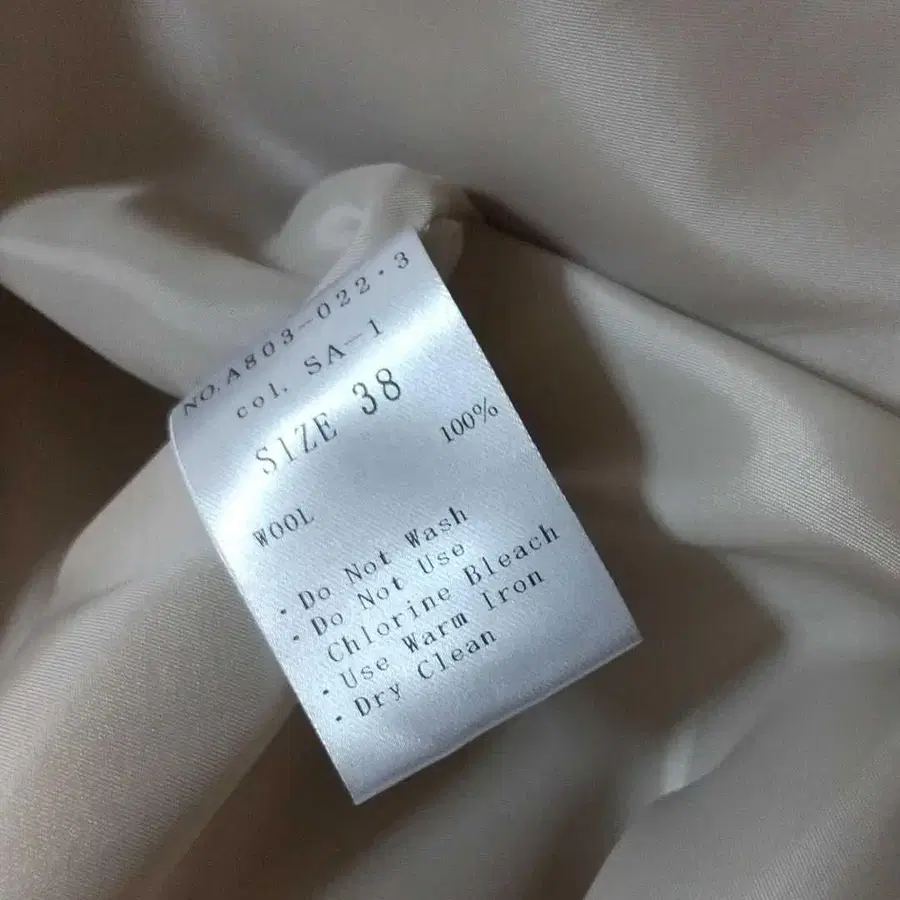 NO.A803-022·3
col. SA-1
SIZE 38
100%
WOOL
·Do Not Wash
·Do Not Use
Chlorine Bleach
·Use Warm Iron
·Dry Clean